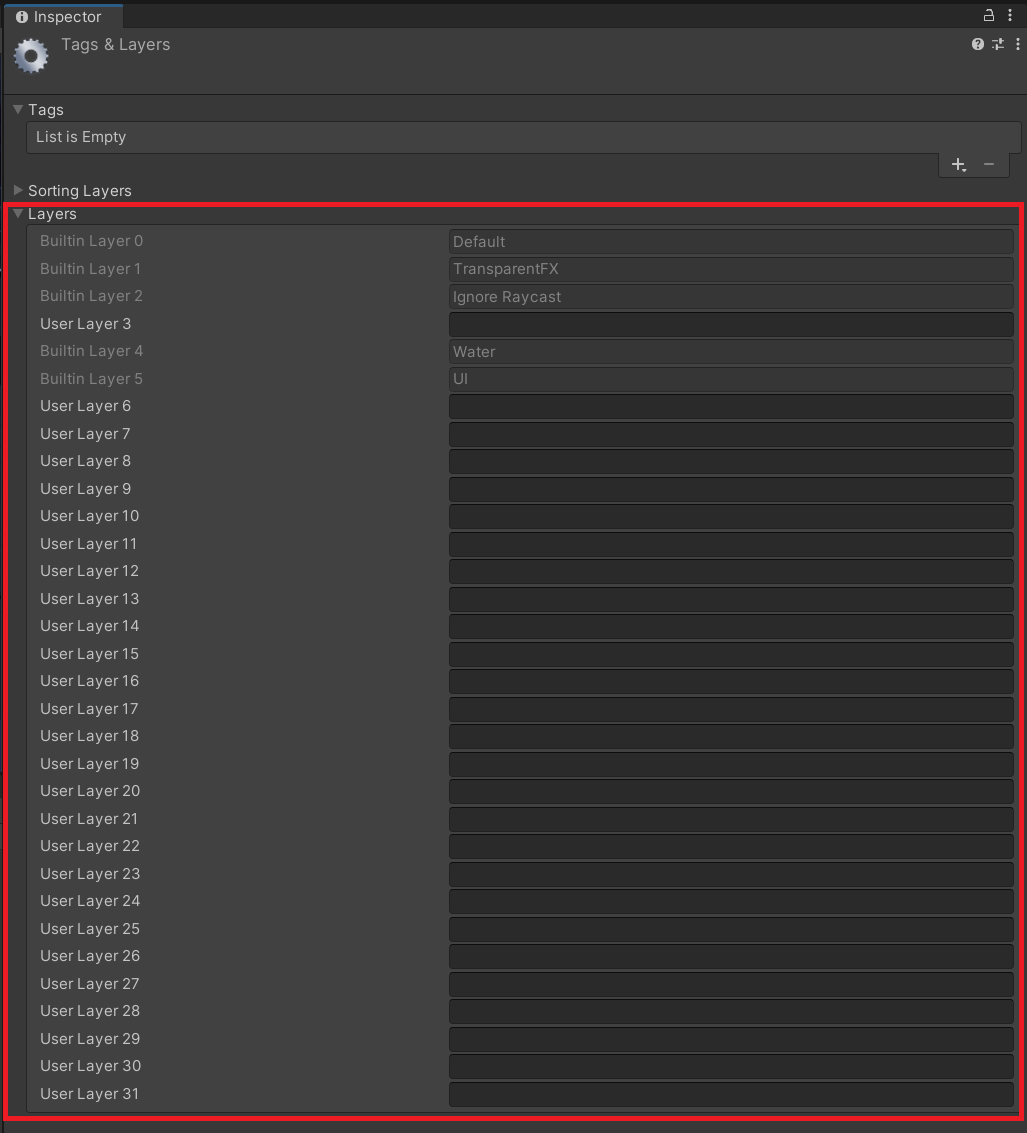 Inspector
Tags & Layers
Tags
List is Empty
Sorting Layers
Layers
Builtin Layer 0 Default
Builtin Layer 1 TransparentFX
Builtin Layer 2 Ignore Raycast
User Layer 3
Builtin Layer 4 Water
Builtin Layer 5 UI
User Layer 6
User Layer 7
User Layer 8
User Layer 9
User Layer 10
User Layer 11
User Layer 12
User Layer 13
User Layer 14
User Layer 15
User Layer 16
User Layer 17
User Layer 18
User Layer 19
User Layer 20
User Layer 21
User Layer 22
User Layer 23
User Layer 24
User Layer 25
User Layer 26
User Layer 27
User Layer 28
User Layer 29
User Layer 30
User Layer 31